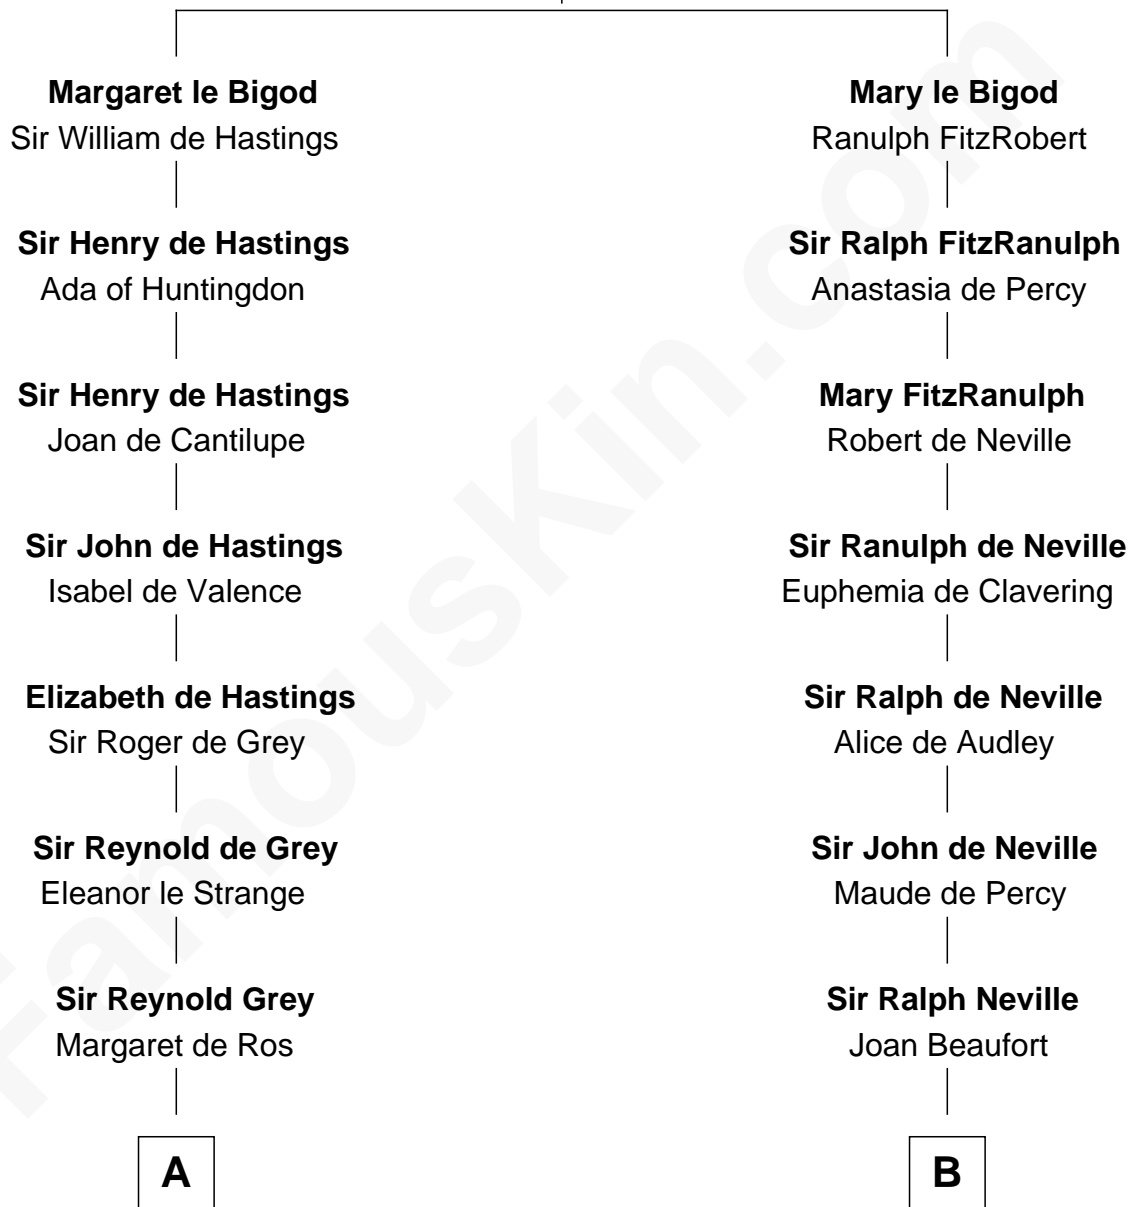 Margaret le Bigod
Sir William de Hastings
Sir Henry de Hastings
Ada of Huntingdon
Sir Henry de Hastings
Joan de Cantilupe
Sir John de Hastings
Isabel de Valence
Elizabeth de Hastings
Sir Roger de Grey
Sir Reynold de Grey
Eleanor le Strange
Sir Reynold Grey
Margaret de Ros
A
Mary le Bigod
Ranulph FitzRobert
Sir Ralph FitzRanulph
Anastasia de Percy
Mary FitzRanulph
Robert de Neville
Sir Ranulph de Neville
Euphemia de Clavering
Sir Ralph de Neville
Alice de Audley
Sir John de Neville
Maude de Percy
Sir Ralph Neville
Joan Beaufort
B
FamousKin.com